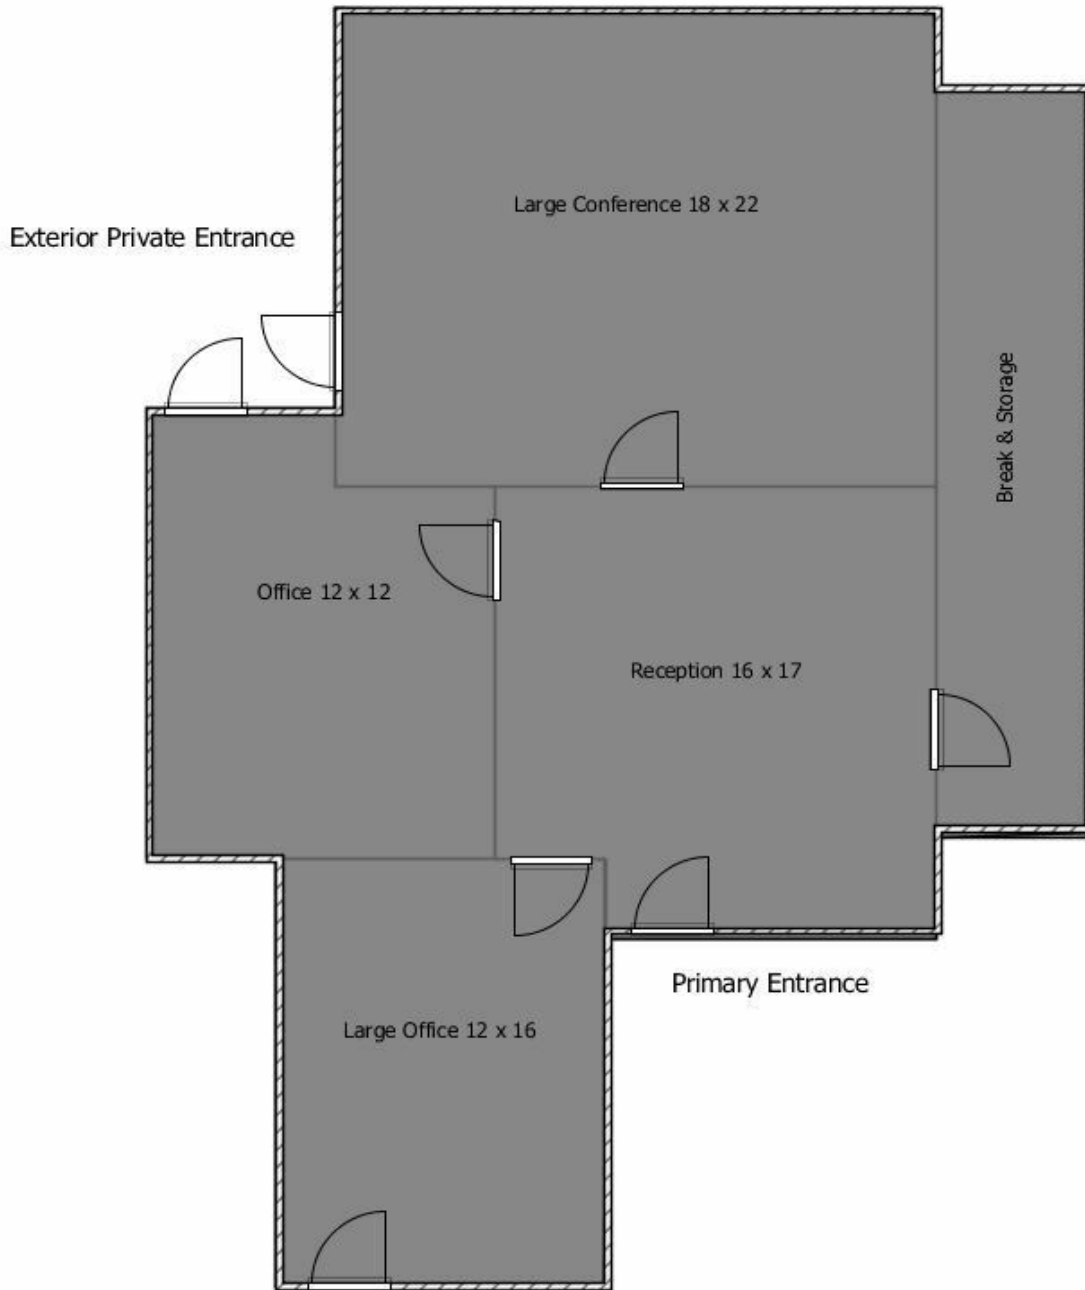 Large Conference 18 x 22
Exterior Private Entrance
Break & Storage
Office 12 x 12
Reception 16 x 17
Primary Entrance
Large Office 12 x 16